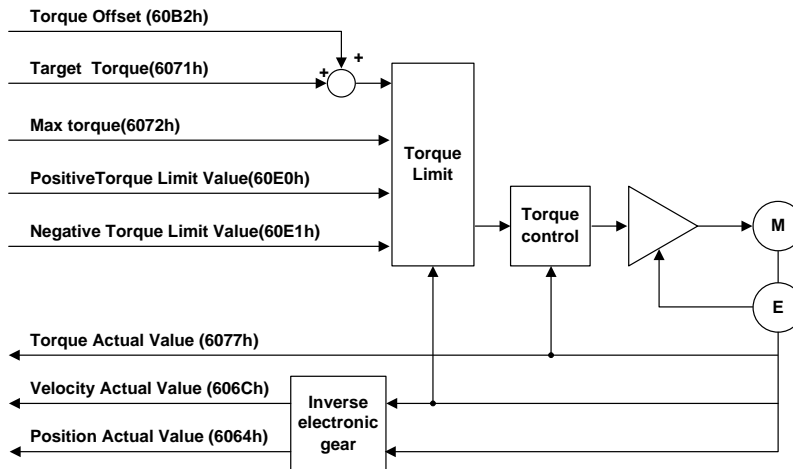 Torque Offset (60B2h)
+
Target Torque(6071h)
+
Max torque(6072h)
Torque
Limit
PositiveTorque Limit Value(60E0h)
Negative Torque Limit Value(60E1h)
Torque
control
M
E
Torque Actual Value (6077h)
Velocity Actual Value (606Ch)
Inverse
electronic
gear
Position Actual Value (6064h)